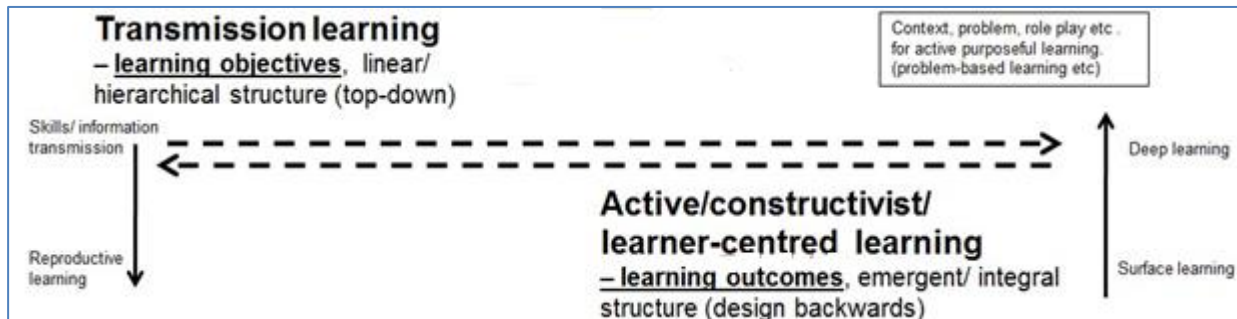 Transmission learning
– learning objectives, linear/
hierarchical structure (top-down)
Context, problem, role play etc .
for active purposeful learning.
(problem-based learning etc)
Skills/ information
transmission
Deep learning
Active/constructivist/
learner-centred learning
– learning outcomes, emergent/ integral
structure (design backwards)
Reproductive
learning
Surface learning